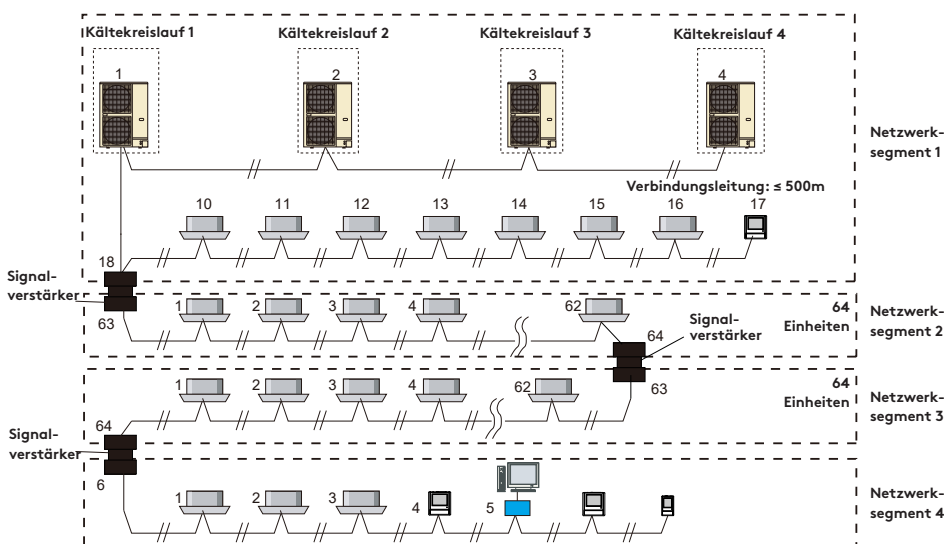 Kältekreislauf 1 Kältekreislauf 2 Kältekreislauf 3 Kältekreislauf 4
1 2 3 4
Netzwerk-
segment 1
Verbindungsleitung: ≤ 500m
10 11 12 13 14 15 16 17
18
Signal-
verstärker
63
1 2 3 4 62
64
Einheiten
Netzwerk-
segment 2
64
Signal-
verstärker
63
1 2 3 4 62
64
Einheiten
Netzwerk-
segment 3
64
Signal-
verstärker
6
1 2 3 4 5
Netzwerk-
segment 4